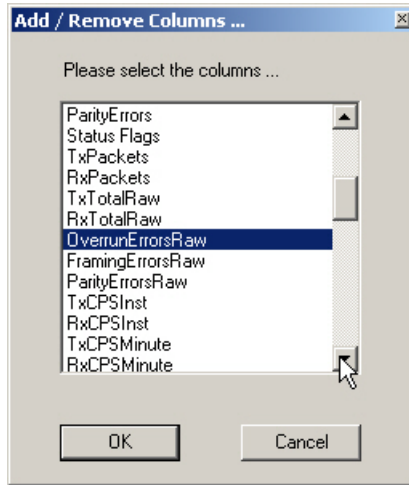 Add / Remove Columns ...
Please select the columns ...
ParityErrors
Status Flags
TxPackets
RxPackets
TxTotalRaw
RxTotalRaw
OverrunErrorsRaw
FramingErrorsRaw
ParityErrorsRaw
TxCPSInst
RxCPSInst
TxCPSMinute
RxCPSMinute
OK
Cancel